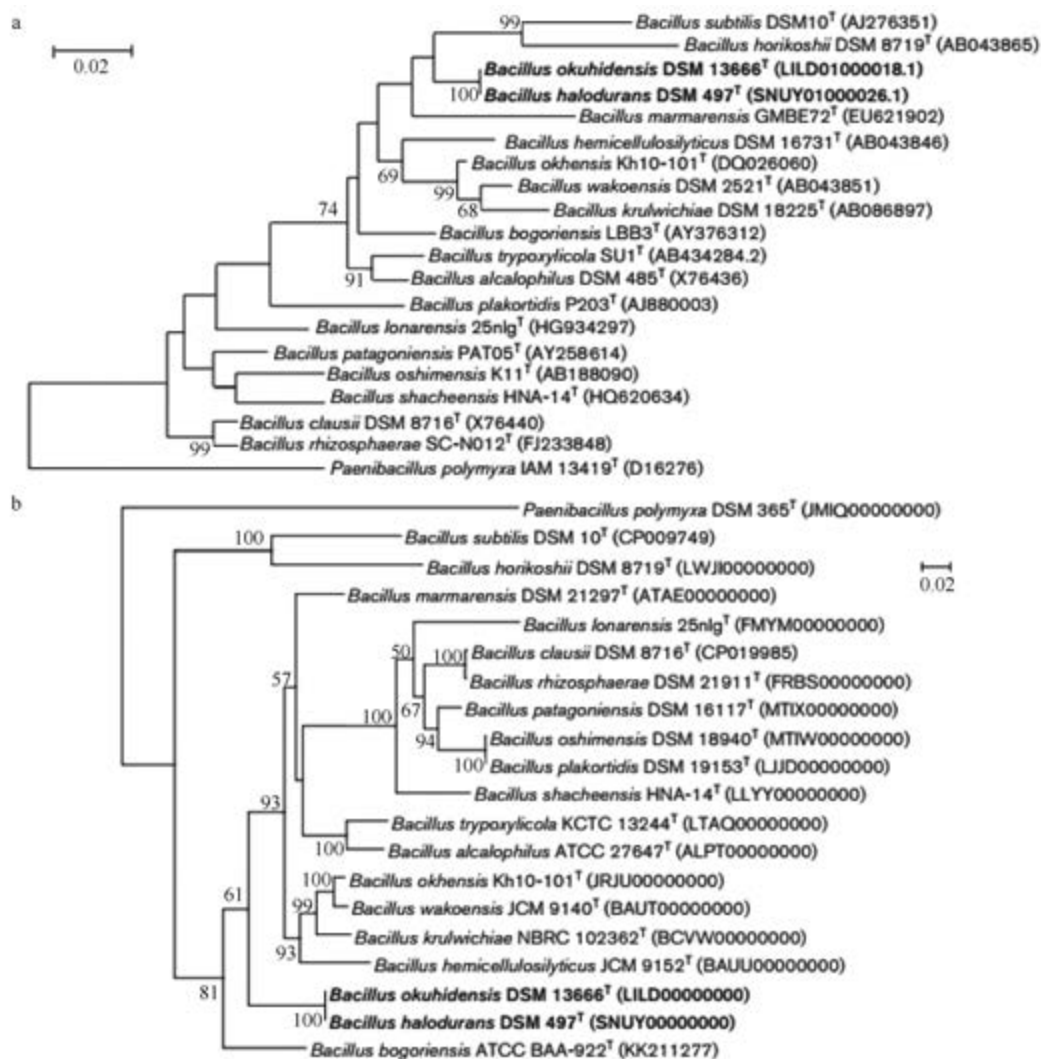 a
0.02
99
Bacillus subtilis DSM10ᵀ (AJ276351)
Bacillus horikoshii DSM 8719ᵀ (AB043865)
Bacillus okuhidensis DSM 13666ᵀ (LILD01000018.1)
100
Bacillus halodurans DSM 497ᵀ (SNUY01000026.1)
Bacillus marmarensis GMBE72ᵀ (EU621902)
Bacillus hemicellulosilyticus DSM 16731ᵀ (AB043846)
69
Bacillus okhensis Kh10-101ᵀ (DQ026060)
99
Bacillus wakoensis DSM 2521ᵀ (AB043851)
68
Bacillus krulwichiae DSM 18225ᵀ (AB086897)
74
Bacillus bogoriensis LBB3ᵀ (AY376312)
Bacillus trypoxylicola SU1ᵀ (AB434284.2)
91
Bacillus alcalophilus DSM 485ᵀ (X76436)
Bacillus plakortidis P203ᵀ (AJ880003)
Bacillus lonarensis 25nlgᵀ (HG934297)
Bacillus patagoniensis PAT05ᵀ (AY258614)
Bacillus oshimensis K11ᵀ (AB188090)
Bacillus shacheensis HNA-14ᵀ (HQ620634)
Bacillus clausii DSM 8716ᵀ (X76440)
99
Bacillus rhizosphaerae SC-N012ᵀ (FJ233848)
Paenibacillus polymyxa IAM 13419ᵀ (D16276)
b
Paenibacillus polymyxa DSM 365ᵀ (JMIQ00000000)
100
Bacillus subtilis DSM 10ᵀ (CP009749)
Bacillus horikoshii DSM 8719ᵀ (LWJI00000000)
0.02
Bacillus marmarensis DSM 21297ᵀ (ATAE00000000)
Bacillus lonarensis 25nlgᵀ (FMYM00000000)
50
100
Bacillus clausii DSM 8716ᵀ (CP019985)
57
Bacillus rhizosphaerae DSM 21911ᵀ (FRBS00000000)
67
Bacillus patagoniensis DSM 16117ᵀ (MTIX00000000)
100
94
Bacillus oshimensis DSM 18940ᵀ (MTIW00000000)
100
Bacillus plakortidis DSM 19153ᵀ (LJJD00000000)
Bacillus shacheensis HNA-14ᵀ (LLYY00000000)
93
Bacillus trypoxylicola KCTC 13244ᵀ (LTAQ00000000)
100
Bacillus alcalophilus ATCC 27647ᵀ (ALPT00000000)
100
Bacillus okhensis Kh10-101ᵀ (JRJU00000000)
61
99
Bacillus wakoensis JCM 9140ᵀ (BAUT00000000)
Bacillus krulwichiae NBRC 102362ᵀ (BCVW00000000)
93
Bacillus hemicellulosilyticus JCM 9152ᵀ (BAUU00000000)
81
Bacillus okuhidensis DSM 13666ᵀ (LILD00000000)
100
Bacillus halodurans DSM 497ᵀ (SNUY00000000)
Bacillus bogoriensis ATCC BAA-922ᵀ (KK211277)